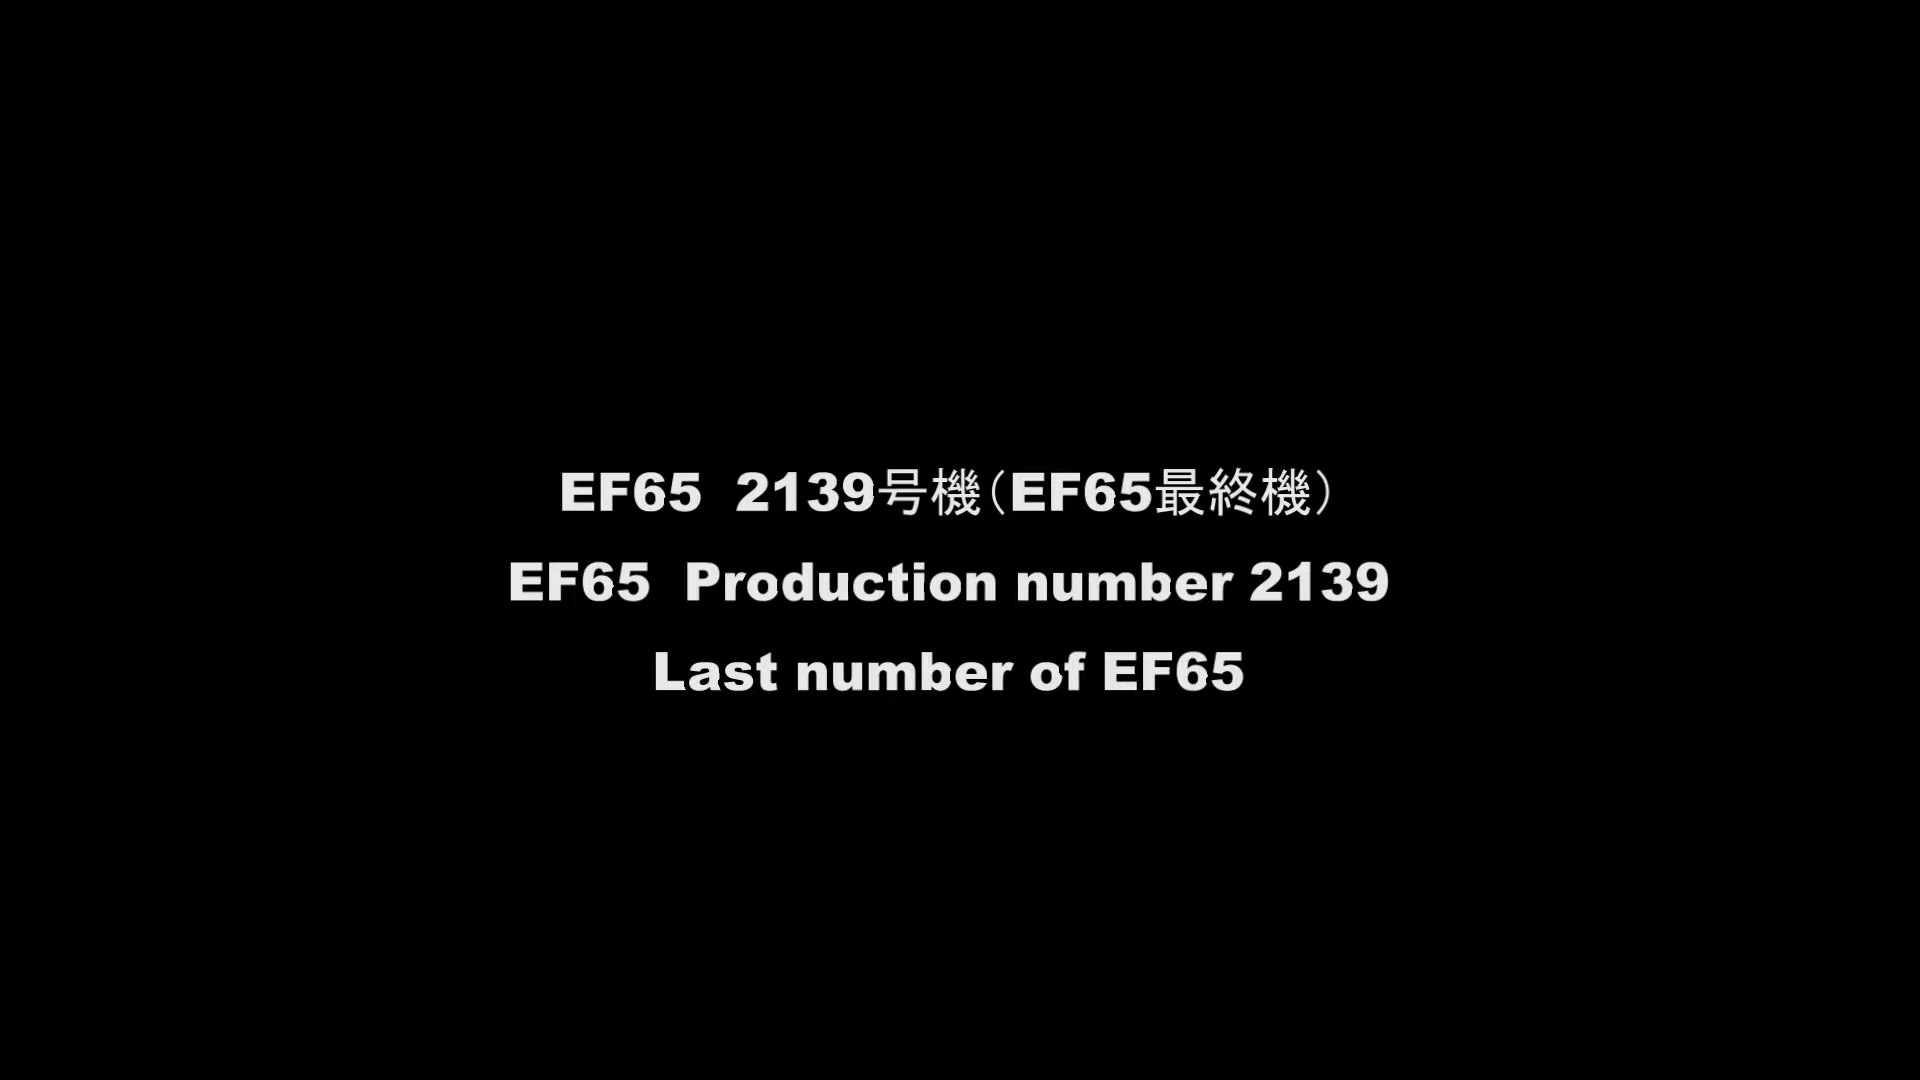 EF65 2139号機（EF65最終機）
EF65 Production number 2139
Last number of EF65